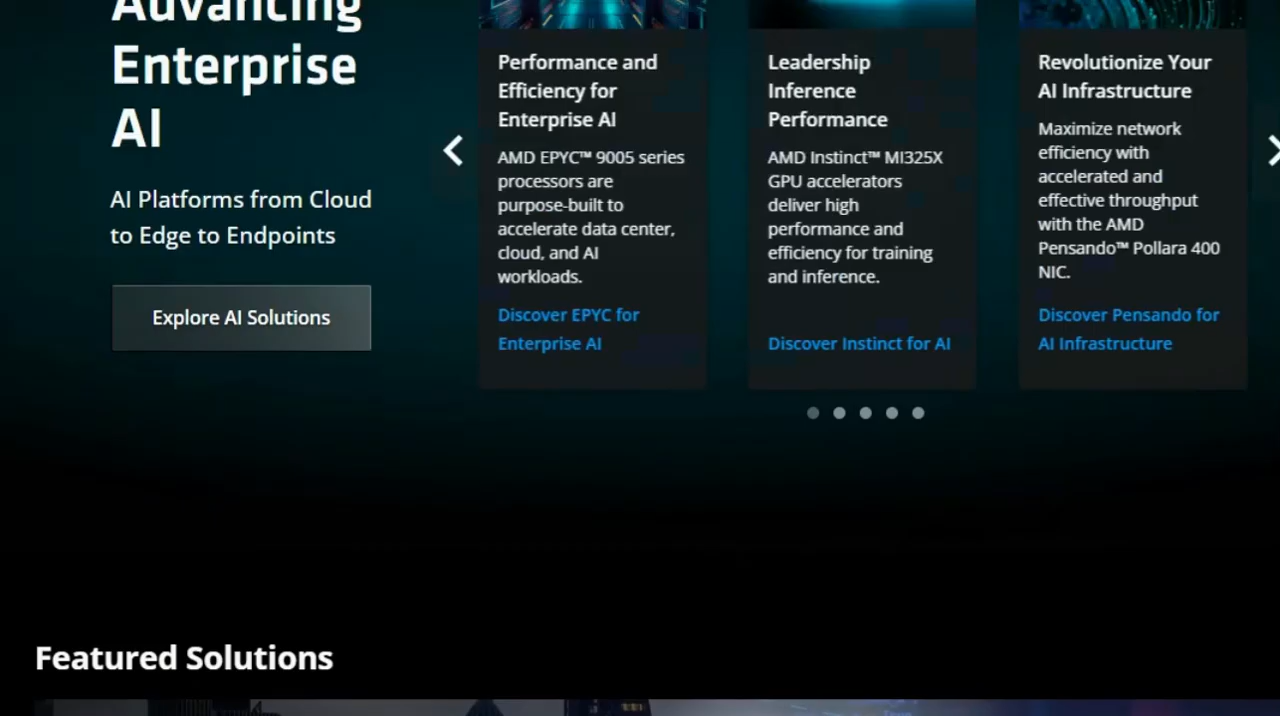 Advancing
Enterprise
AI
AI Platforms from Cloud
to Edge to Endpoints
Explore AI Solutions
Performance and
Efficiency for
Enterprise AI
AMD EPYC™ 9005 series
processors are
purpose-built to
accelerate data center,
cloud, and AI
workloads.
Discover EPYC for
Enterprise AI
Leadership
Inference
Performance
AMD Instinct™ MI325X
GPU accelerators
deliver high
performance and
efficiency for training
and inference.
Discover Instinct for AI
Revolutionize Your
AI Infrastructure
Maximize network
efficiency with
accelerated and
effective throughput
with the AMD
Pensando™ Pollara 400
NIC.
Discover Pensando for
AI Infrastructure
Featured Solutions